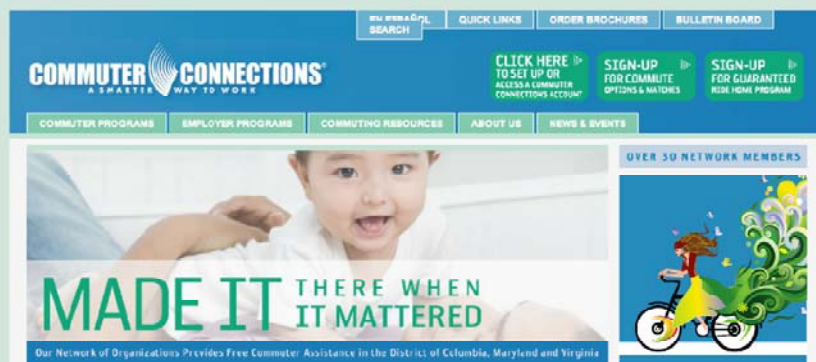 EN ESPAÑOL
QUICK LINKS
ORDER BROCHURES
BULLETIN BOARD
SEARCH
COMMUTER CONNECTIONS®
A SMARTER WAY TO WORK
CLICK HERE
TO SET UP OR
ACCESS A COMMUTER
CONNECTIONS ACCOUNT
SIGN-UP
FOR COMMUTE
OPTIONS & MATCHES
SIGN-UP
FOR GUARANTEED
RIDE HOME PROGRAM
COMMUTER PROGRAMS
EMPLOYER PROGRAMS
COMMUTING RESOURCES
ABOUT US
NEWS & EVENTS
OVER 30 NETWORK MEMBERS
MADE IT THERE WHEN
IT MATTERED
Our Network of Organizations Provides Free Commuter Assistance in the District of Columbia, Maryland and Virginia